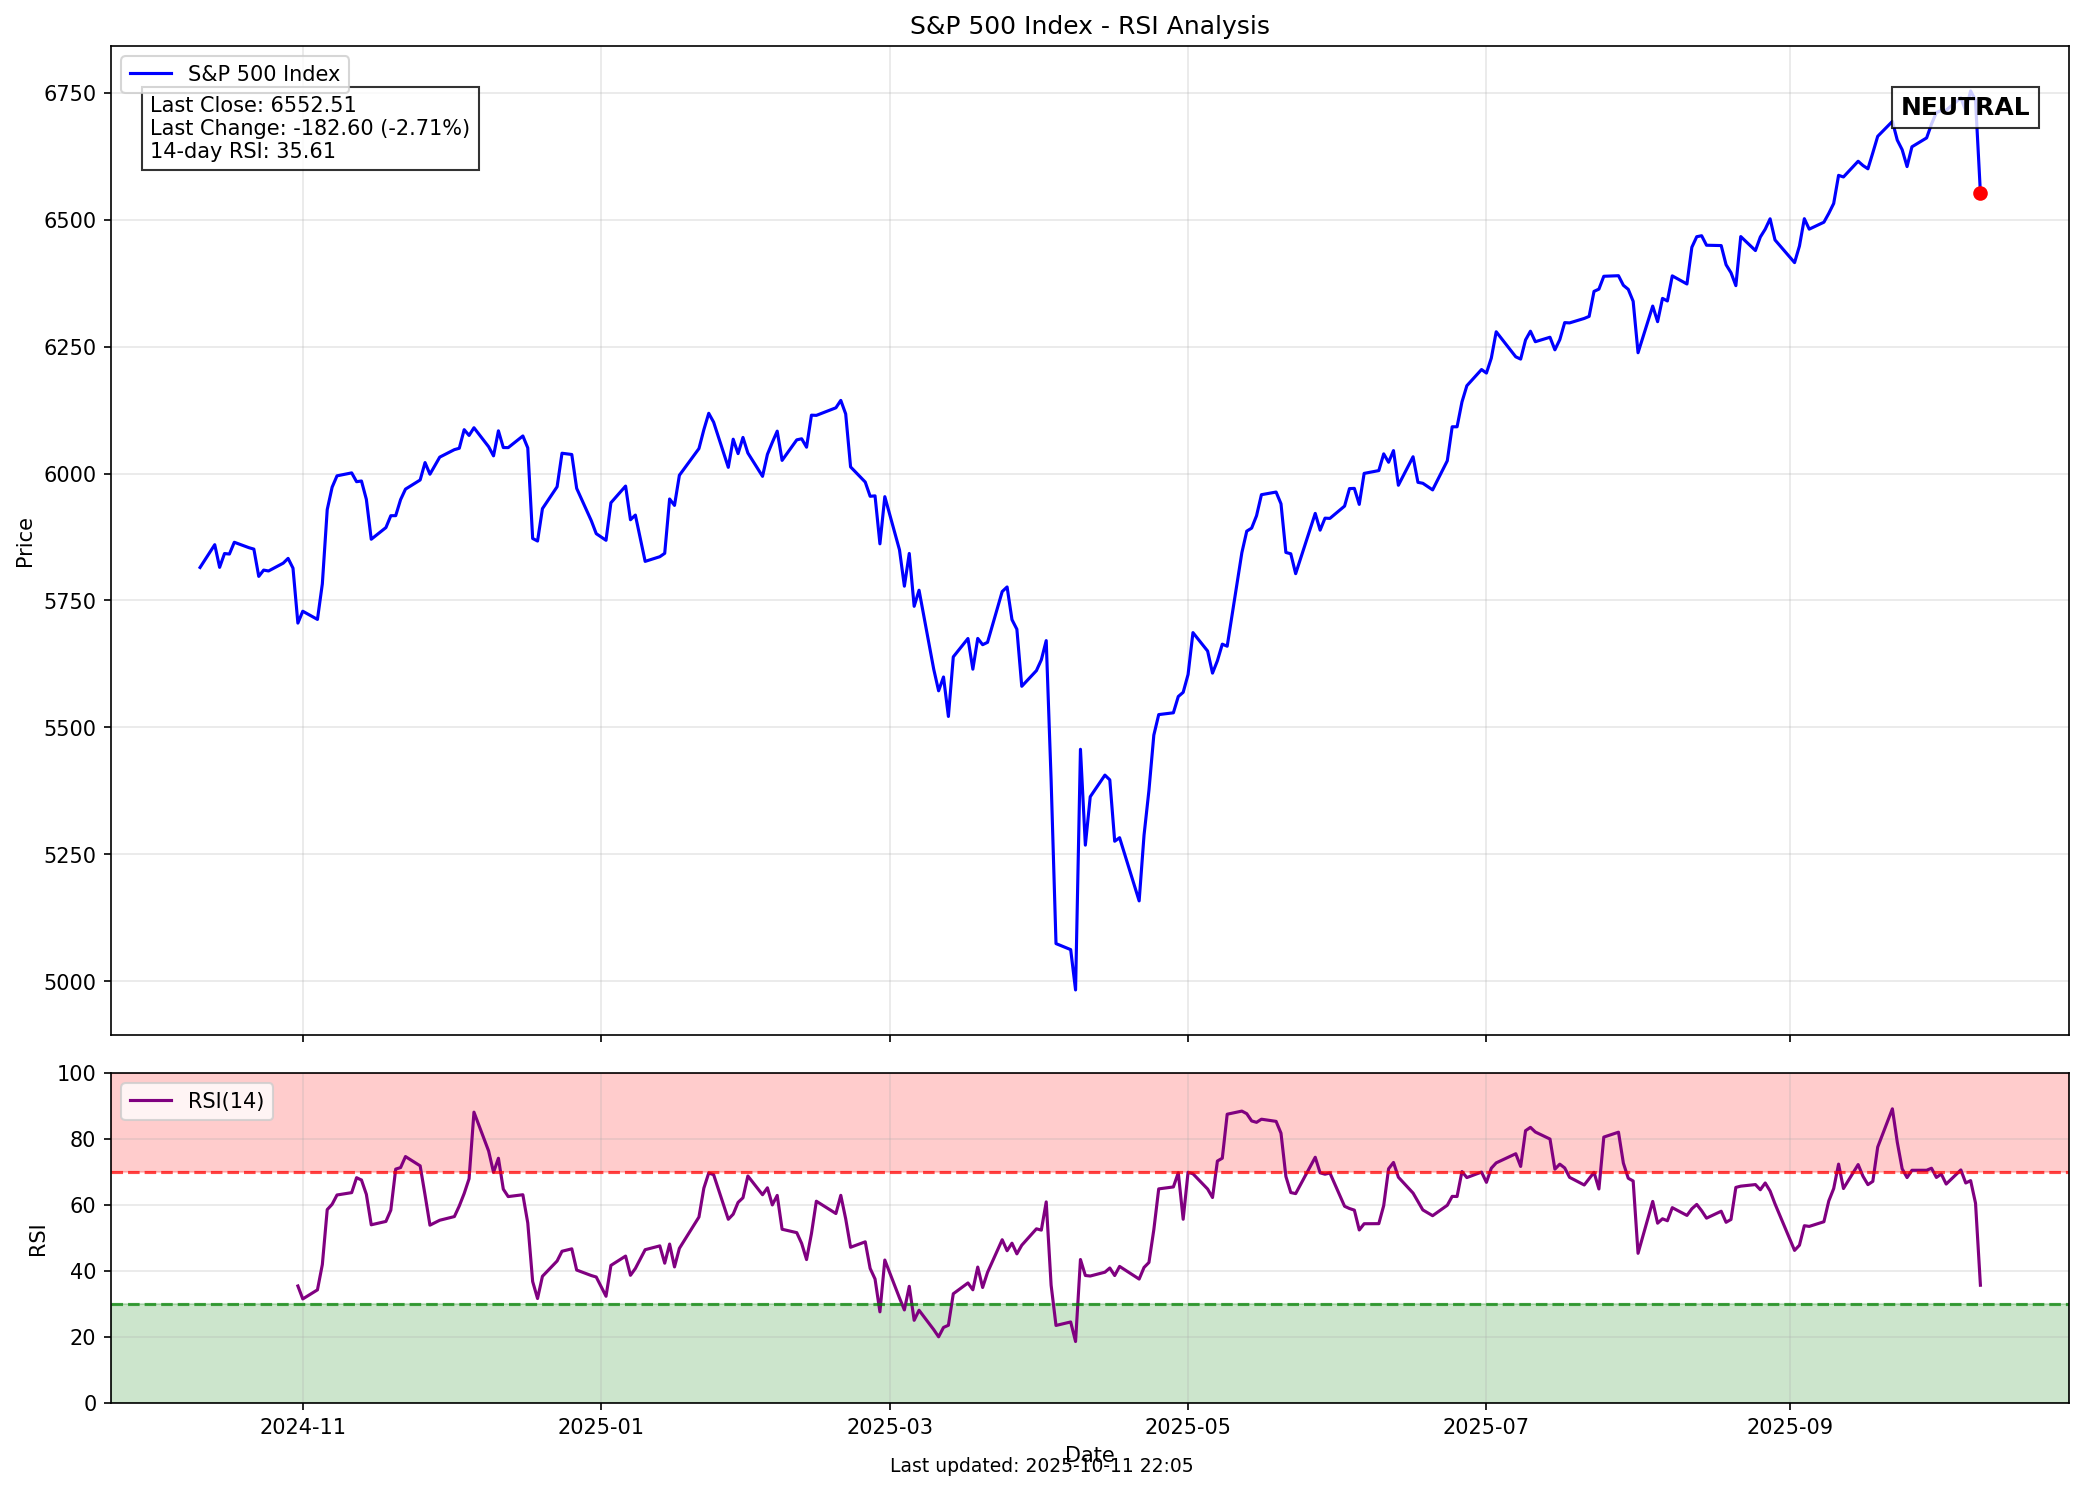 S&P 500 Index - RSI Analysis
S&P 500 Index
Last Close: 6552.51
Last Change: -182.60 (-2.71%)
14-day RSI: 35.61
NEUTRAL
Price
6750
6500
6250
6000
5750
5500
5250
5000
RSI(14)
RSI
100
80
60
40
20
0
2024-11
2025-01
2025-03
2025-05
2025-07
2025-09
Date
Last updated: 2025-10-11 22:05